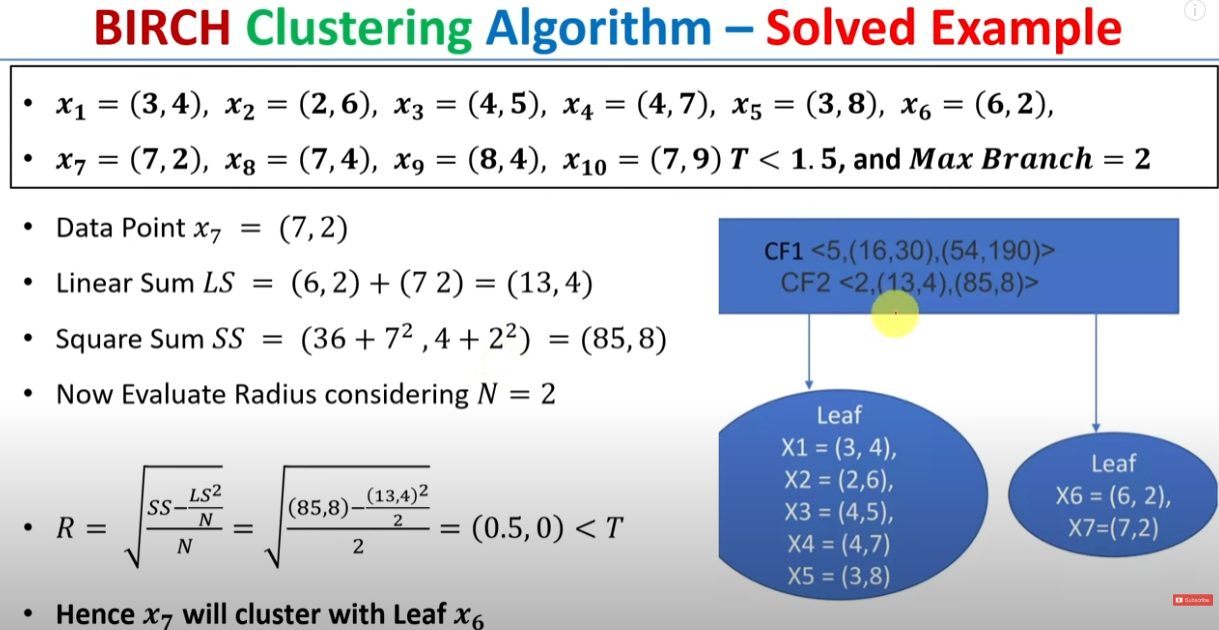 BIRCH Clustering Algorithm – Solved Example
• x₁ = (3, 4), x₂ = (2, 6), x₃ = (4, 5), x₄ = (4, 7), x₅ = (3, 8), x₆ = (6, 2),
• x₇ = (7, 2), x₈ = (7, 4), x₉ = (8, 4), x₁₀ = (7, 9) T < 1. 5, and Max Branch = 2
• Data Point x₇ = (7, 2)
• Linear Sum LS = (6, 2) + (7 2) = (13, 4)
• Square Sum SS = (36 + 7² , 4 + 2²) = (85, 8)
• Now Evaluate Radius considering N = 2
• R = √((SS−LS²/N)/N) = √(((85,8)−(13,4)²/2)/2) = (0.5, 0) < T
• Hence x₇ will cluster with Leaf x₆
CF1 <5,(16,30),(54,190)>
CF2 <2,(13,4),(85,8)>
Leaf
X1 = (3, 4),
X2 = (2,6),
X3 = (4,5),
X4 = (4,7)
X5 = (3,8)
Leaf
X6 = (6, 2),
X7=(7,2)
Subscribe
i